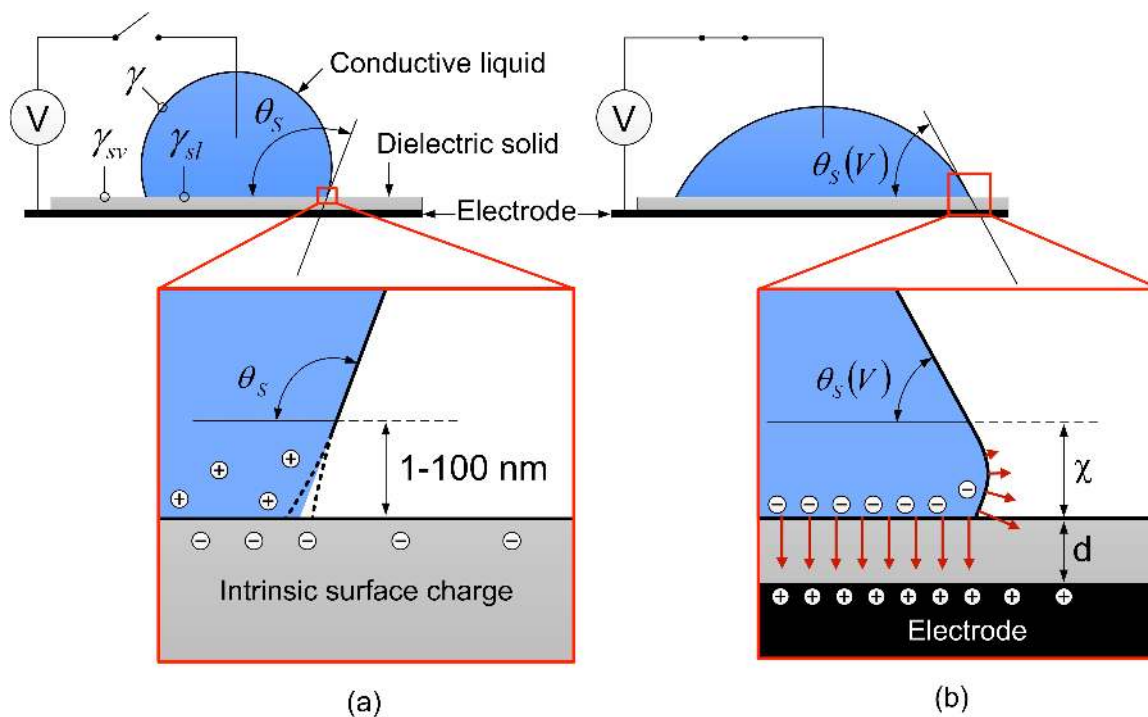 Conductive liquid
γ
θ_S
V
γ_sv
γ_sl
Dielectric solid
Electrode
V
θ_S(V)
θ_S
1-100 nm
+ + + +
− − − − −
Intrinsic surface charge
(a)
θ_S(V)
χ
− − − − − − −
d
+ + + + + + + +
Electrode
(b)